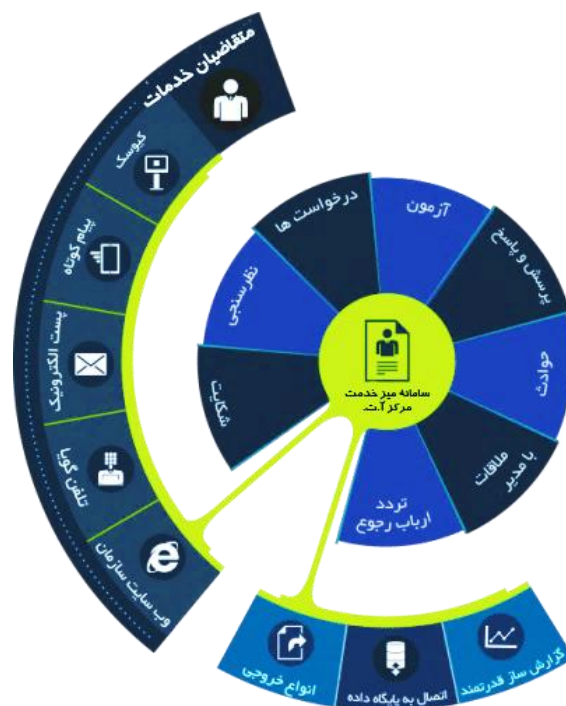 متقاضیان خدمات
کیوسک
پیام کوتاه
پست الکترونیک
تلفن گویا
وب سایت سازمان
درخواست ها
آزمون
پرسش و پاسخ
حوادث
ملاقات
با مدیر
تردد
ارباب رجوع
شکایت
نظرسنجی
سامانه میز خدمت
مرکز آ.ت.
گزارش ساز قدرتمند
اتصال به پایگاه داده
انواع خروجی